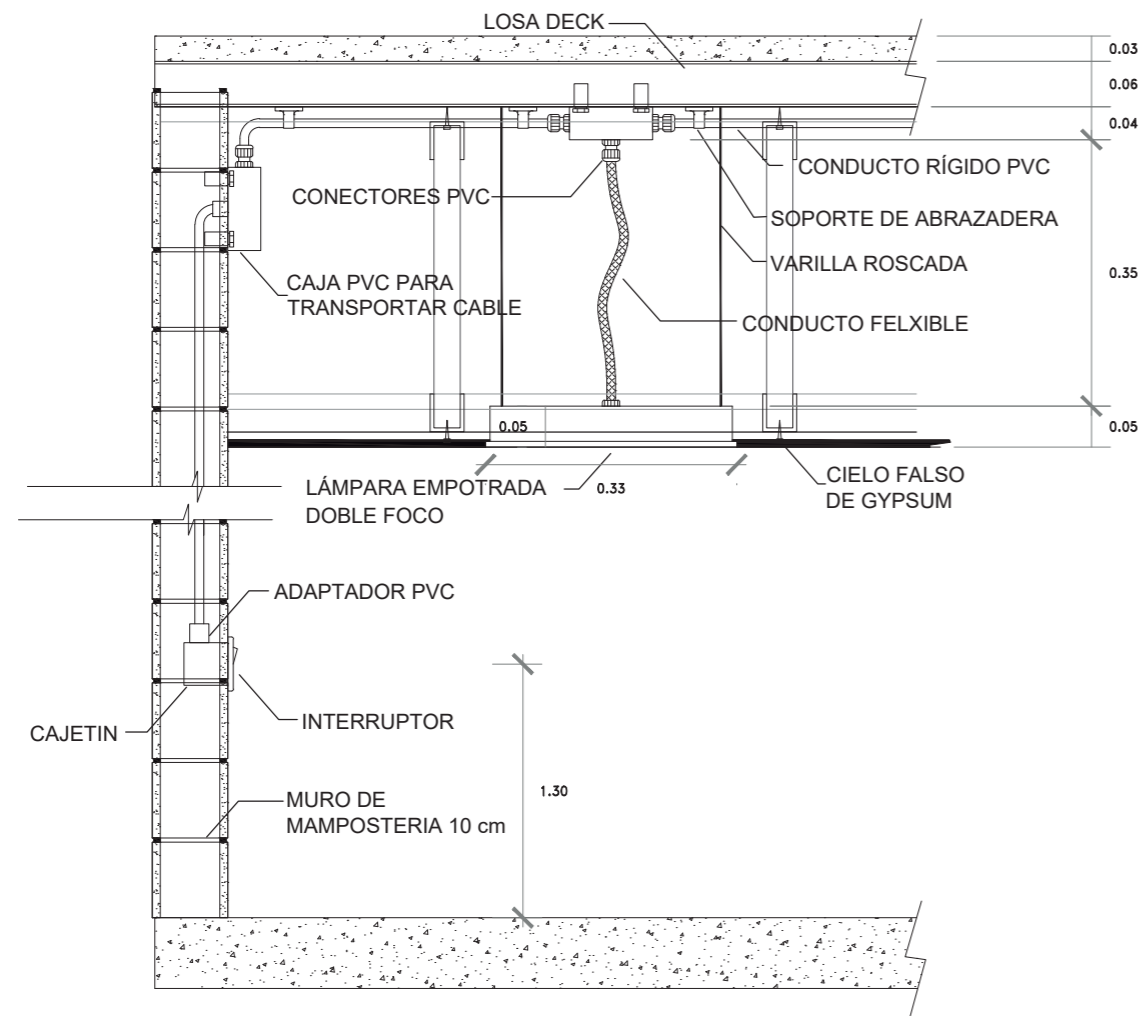 LOSA DECK
0.03
0.06
0.04
CONDUCTO RÍGIDO PVC
CONECTORES PVC
SOPORTE DE ABRAZADERA
VARILLA ROSCADA
0.35
CAJA PVC PARA
TRANSPORTAR CABLE
CONDUCTO FELXIBLE
0.05
0.05
LÁMPARA EMPOTRADA
DOBLE FOCO
0.33
CIELO FALSO
DE GYPSUM
ADAPTADOR PVC
CAJETIN
INTERRUPTOR
1.30
MURO DE
MAMPOSTERIA 10 cm